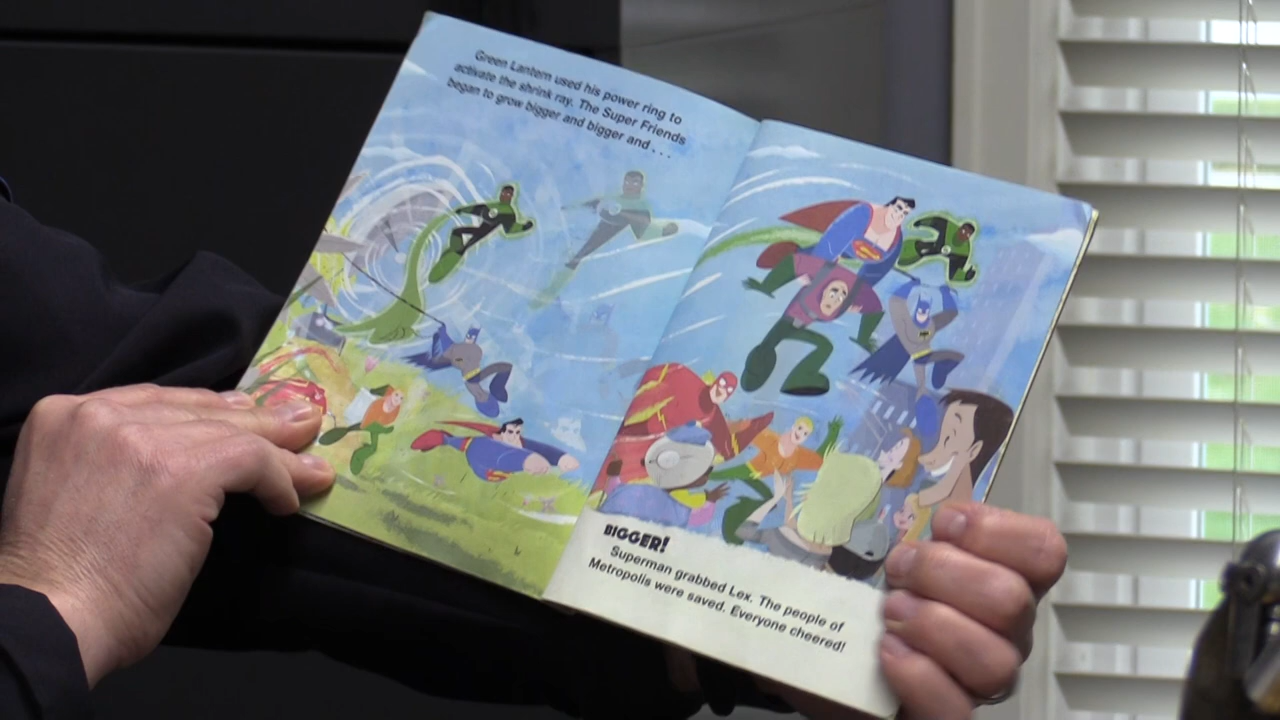 Green Lantern used his power ring to
activate the shrink ray. The Super Friends
began to grow bigger and bigger and . . .
BIGGER!
Superman grabbed Lex. The people of
Metropolis were saved. Everyone cheered!